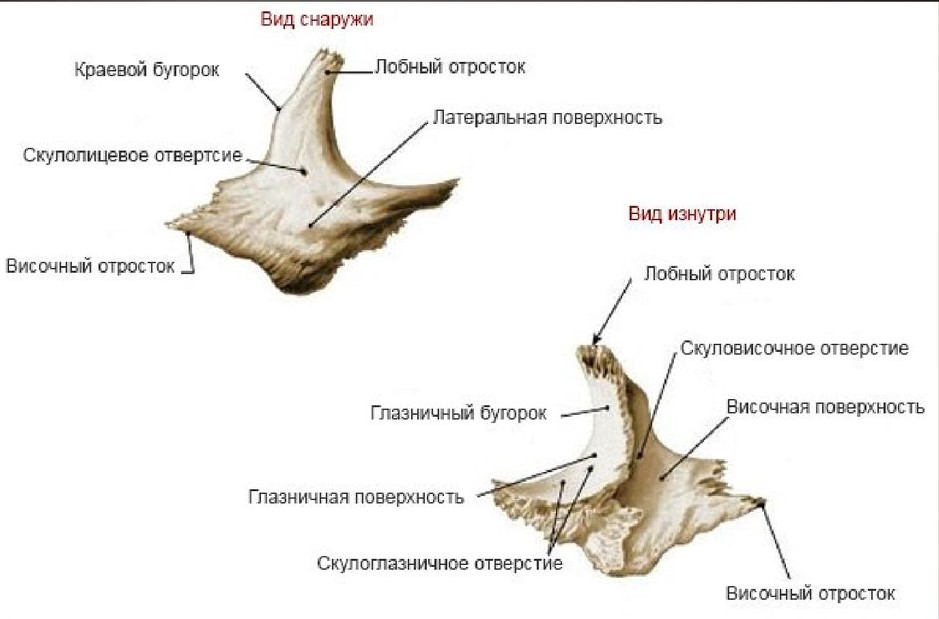 Вид снаружи
Краевой бугорок
Лобный отросток
Латеральная поверхность
Скулолицевое отвертсие
Височный отросток
Вид изнутри
Лобный отросток
Скуловисочное отверстие
Височная поверхность
Глазничный бугорок
Глазничная поверхность
Скулоглазничное отверстие
Височный отросток